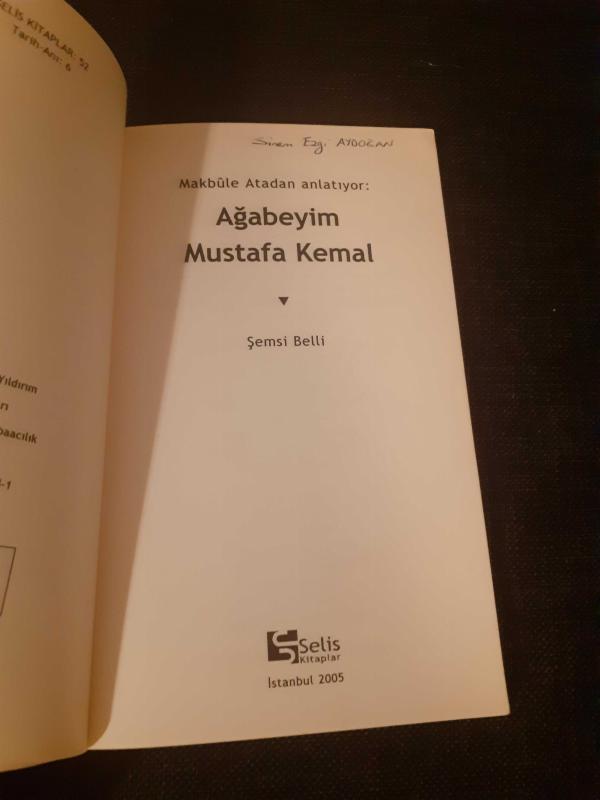 SELİS KİTAPLAR: 52
Tarih-Anı: 6
Yıldırım
baacılık
-1
Sinem Ezgi AYDOĞAN
Makbûle Atadan anlatıyor:
Ağabeyim
Mustafa Kemal
Şemsi Belli
Selis
Kitaplar
İstanbul 2005